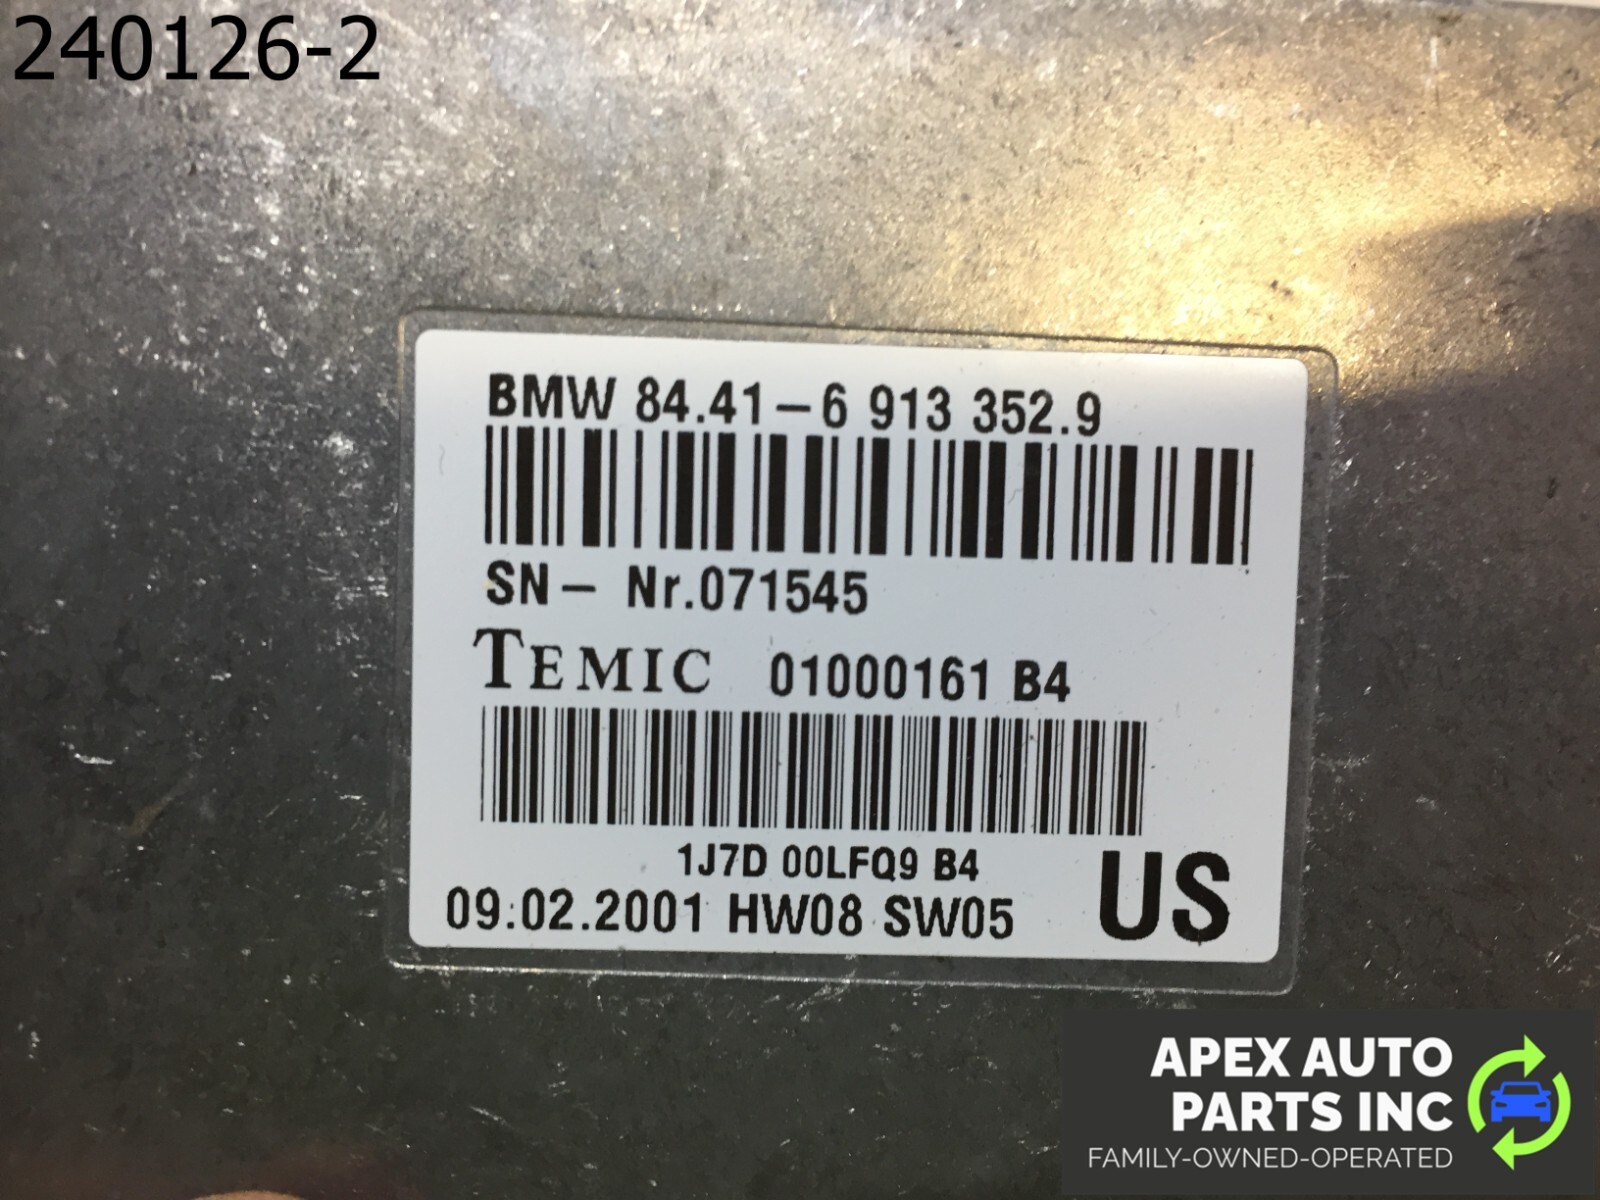 240126-2
BMW 84.41-6 913 352.9
SN- Nr.071545
TEMIC 01000161 B4
1J7D 00LFQ9 B4
09.02.2001 HW08 SW05 US
APEX AUTO
PARTS INC
FAMILY-OWNED-OPERATED